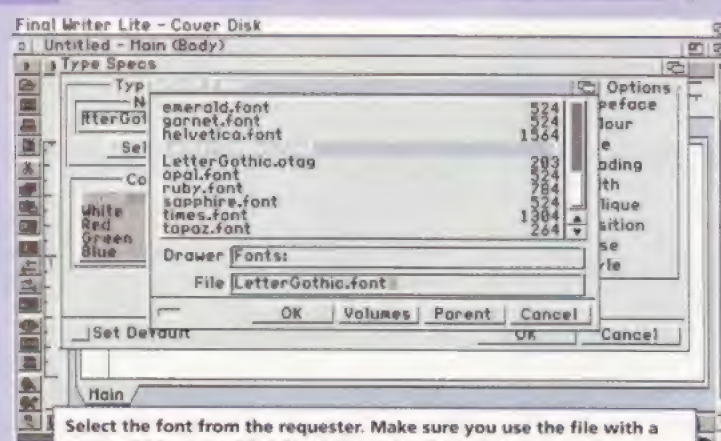 Final Writer Lite - Cover Disk
Untitled - Main (Body)
Type Specs
Typ
Options
N
tterGot
Sel
Co
White
Red
Green
Blue
emerald.font 524
garnet.font 524
helvetica.font 1564
LetterGothic.otag 203
opal.font 524
ruby.font 784
sapphire.font 524
times.font 1304
topaz.font 264
peface
lour
e
ading
th
lique
sition
se
yle
Drawer Fonts:
File LetterGothic.font
OK Volumes Parent Cancel
Set Default
OK Cancel
Main
Select the font from the requester. Make sure you use the file with a